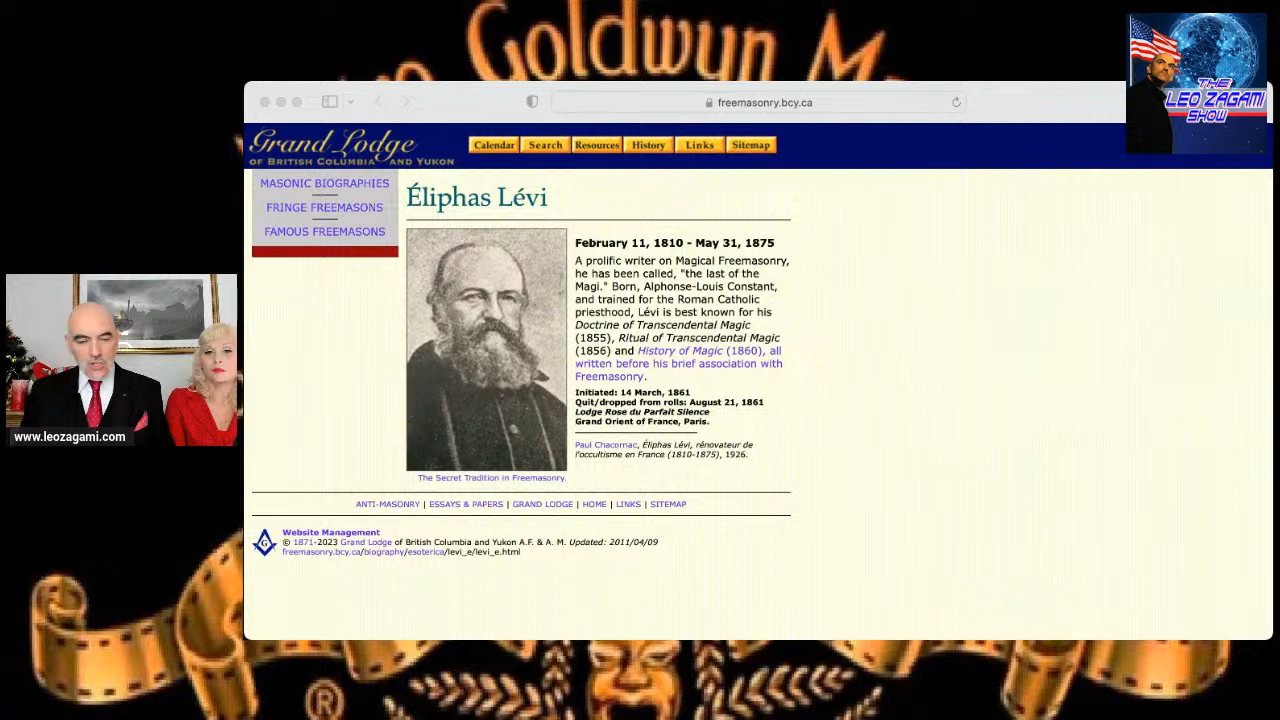 Goldwyn M
freemasonry.bcy.ca
THE
LEO ZAGAMI
SHOW
Grand Lodge
OF BRITISH COLUMBIA AND YUKON
Calendar Search Resources History Links Sitemap
MASONIC BIOGRAPHIES
FRINGE FREEMASONS
FAMOUS FREEMASONS
Éliphas Lévi
February 11, 1810 - May 31, 1875
A prolific writer on Magical Freemasonry,
he has been called, "the last of the
Magi." Born, Alphonse-Louis Constant,
and trained for the Roman Catholic
priesthood, Lévi is best known for his
Doctrine of Transcendental Magic
(1855), Ritual of Transcendental Magic
(1856) and History of Magic (1860), all
written before his brief association with
Freemasonry.
Initiated: 14 March, 1861
Quit/dropped from rolls: August 21, 1861
Lodge Rose du Parfait Silence
Grand Orient of France, Paris.
Paul Chacornac, Éliphas Lévi, rénovateur de
l'occultisme en France (1810-1875), 1926.
The Secret Tradition in Freemasonry.
ANTI-MASONRY | ESSAYS & PAPERS | GRAND LODGE | HOME | LINKS | SITEMAP
G
Website Management
© 1871-2023 Grand Lodge of British Columbia and Yukon A.F. & A. M. Updated: 2011/04/09
freemasonry.bcy.ca/biography/esoterica/levi_e/levi_e.html
www.leozagami.com
®